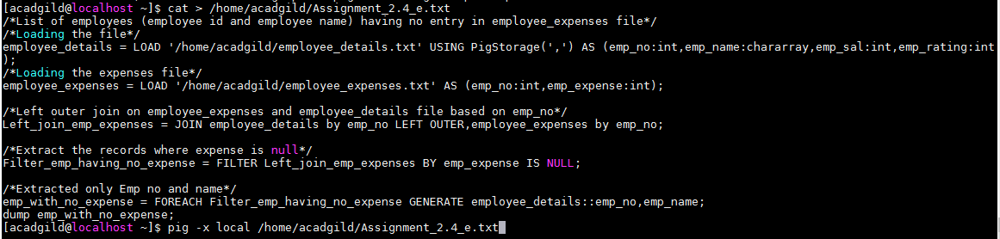 [acadgild@localhost ~]$ cat > /home/acadgild/Assignment_2.4_e.txt
/*List of employees (employee id and employee name) having no entry in employee_expenses file*/
/*Loading the file*/
employee_details = LOAD '/home/acadgild/employee_details.txt' USING PigStorage(',') AS (emp_no:int,emp_name:chararray,emp_sal:int,emp_rating:int
);
/*Loading the expenses file*/
employee_expenses = LOAD '/home/acadgild/employee_expenses.txt' AS (emp_no:int,emp_expense:int);
/*Left outer join on employee_expenses and employee_details file based on emp_no*/
Left_join_emp_expenses = JOIN employee_details by emp_no LEFT OUTER,employee_expenses by emp_no;
/*Extract the records where expense is null*/
Filter_emp_having_no_expense = FILTER Left_join_emp_expenses BY emp_expense IS NULL;
/*Extracted only Emp no and name*/
emp_with_no_expense = FOREACH Filter_emp_having_no_expense GENERATE employee_details::emp_no,emp_name;
dump emp_with_no_expense;
[acadgild@localhost ~]$ pig -x local /home/acadgild/Assignment_2.4_e.txt